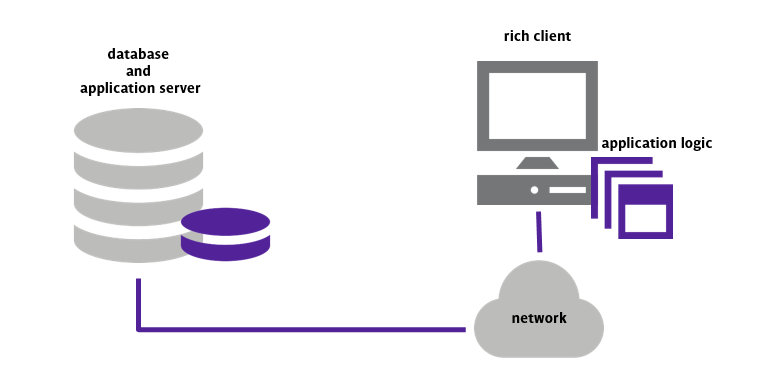 database
and
application server
rich client
application logic
network